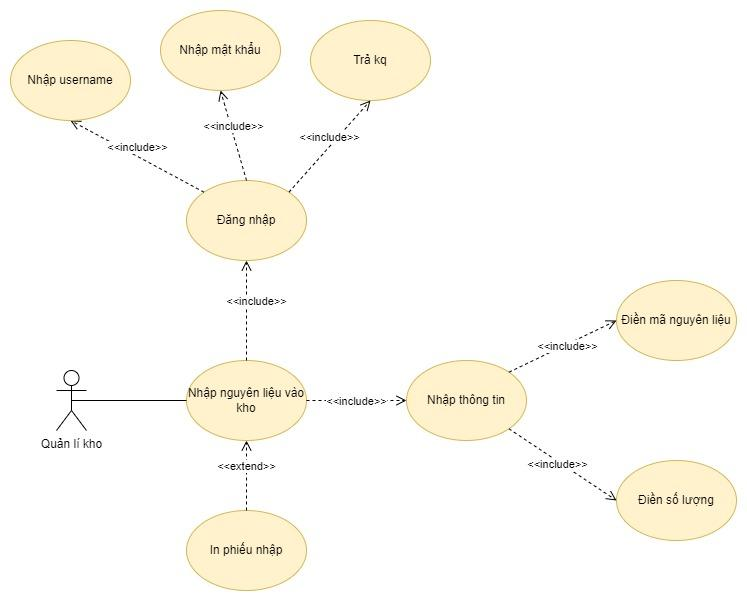 Nhập mật khẩu
Trả kq
Nhập username
<<include>>
<<include>>
<<include>>
Đăng nhập
<<include>>
Điền mã nguyên liệu
<<include>>
Nhập nguyên liệu vào
kho
<<include>>
Nhập thông tin
Quản lí kho
<<extend>>
<<include>>
Điền số lượng
In phiếu nhập